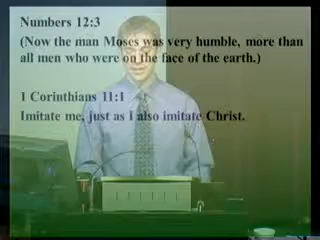 Numbers 12:3
(Now the man Moses was very humble, more than
all men who were on the face of the earth.)
1 Corinthians 11:1
Imitate me, just as I also imitate Christ.